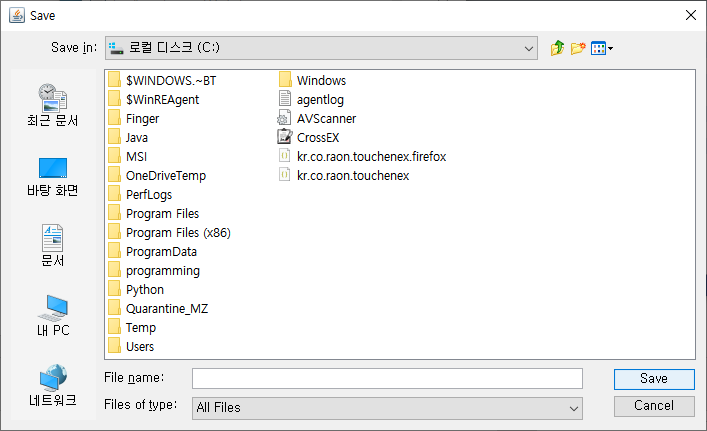 Save
Save in:
로컬 디스크 (C:)
최근 문서
바탕 화면
문서
내 PC
네트워크
$WINDOWS.~BT
$WinREAgent
Finger
Java
MSI
OneDriveTemp
PerfLogs
Program Files
Program Files (x86)
ProgramData
programming
Python
Quarantine_MZ
Temp
Users
Windows
agentlog
AVScanner
CrossEX
kr.co.raon.touchenex.firefox
kr.co.raon.touchenex
File name:
Save
Files of type:
All Files
Cancel